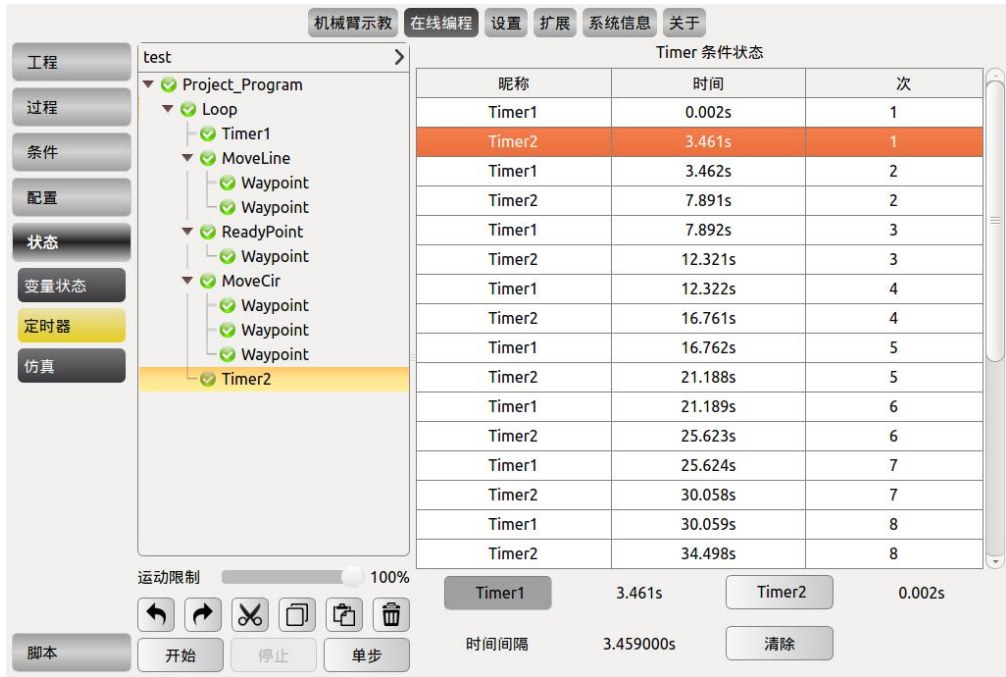 机械臂示教 在线编程 设置 扩展 系统信息 关于
工程
过程
条件
配置
状态
变量状态
定时器
仿真
脚本
test
Project_Program
Loop
Timer1
MoveLine
Waypoint
Waypoint
ReadyPoint
Waypoint
MoveCir
Waypoint
Waypoint
Waypoint
Timer2
运动限制 100%
开始 停止 单步
Timer 条件状态
昵称 时间 次
Timer1 0.002s 1
Timer2 3.461s 1
Timer1 3.462s 2
Timer2 7.891s 2
Timer1 7.892s 3
Timer2 12.321s 3
Timer1 12.322s 4
Timer2 16.761s 4
Timer1 16.762s 5
Timer2 21.188s 5
Timer1 21.189s 6
Timer2 25.623s 6
Timer1 25.624s 7
Timer2 30.058s 7
Timer1 30.059s 8
Timer2 34.498s 8
Timer1 3.461s Timer2 0.002s
时间间隔 3.459000s 清除